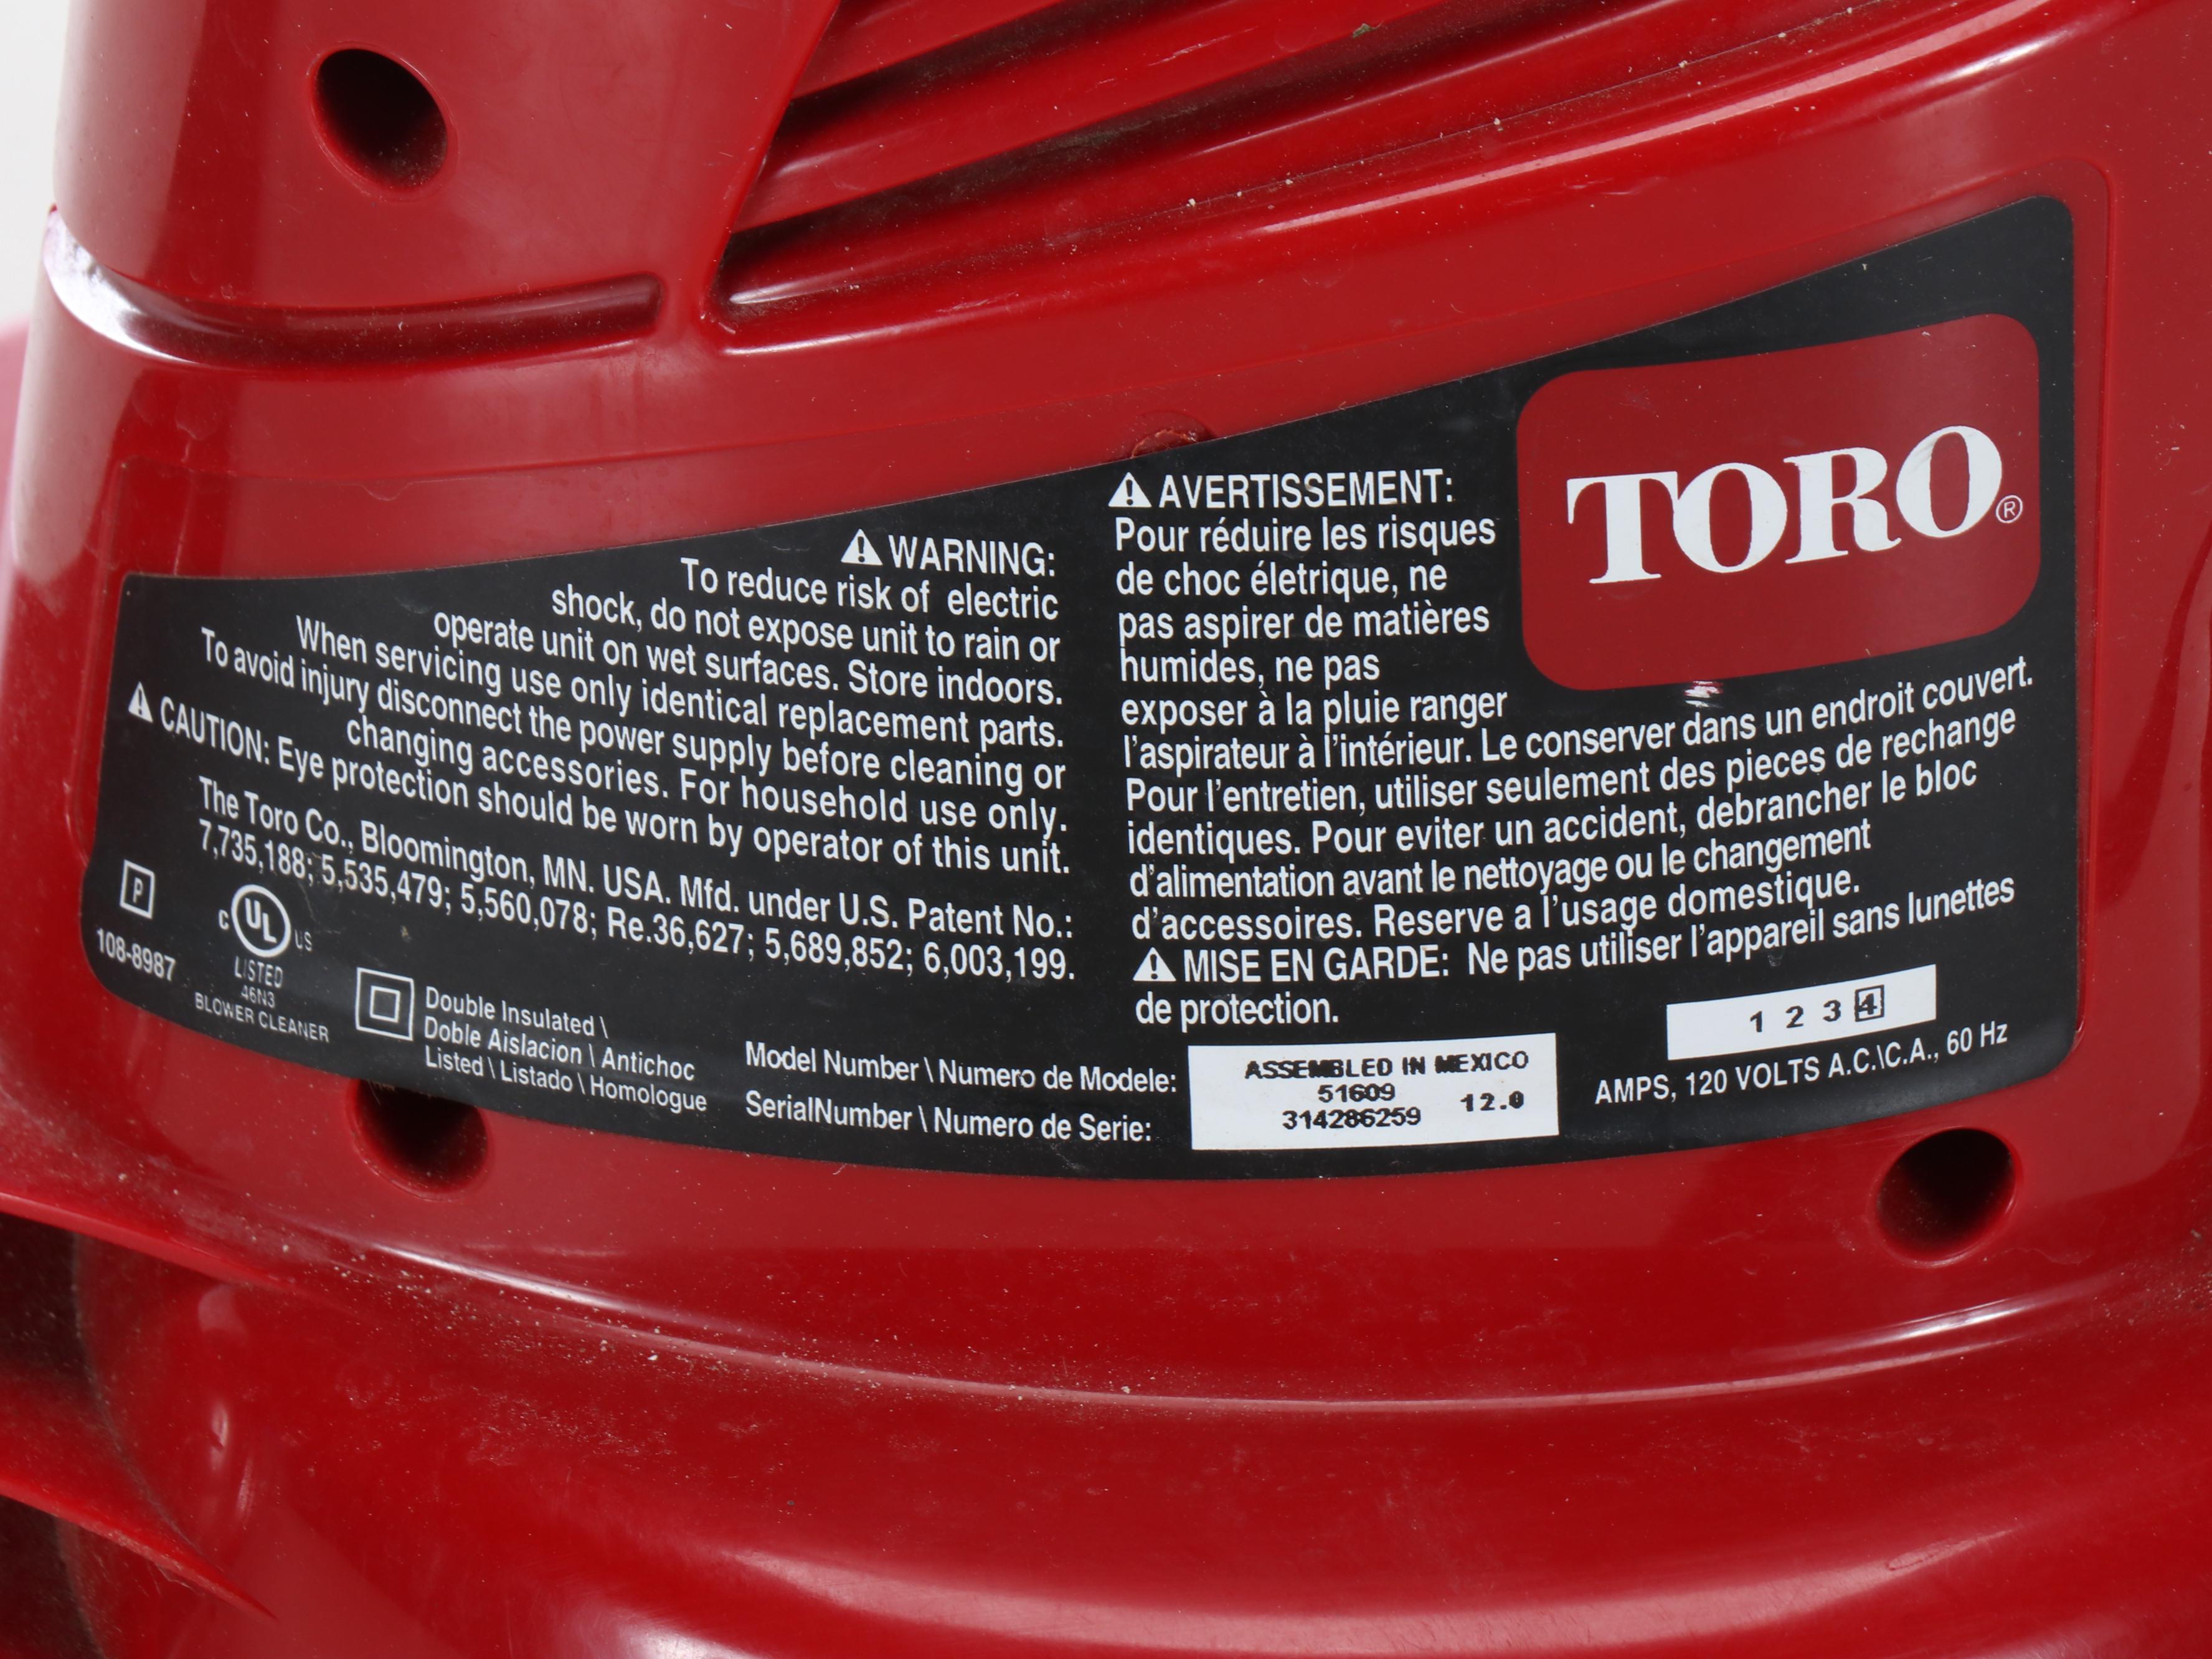 WARNING:
To reduce risk of electric
shock, do not expose unit to rain or
operate unit on wet surfaces. Store indoors.
When servicing use only identical replacement parts.
To avoid injury disconnect the power supply before cleaning or
changing accessories. For household use only.
CAUTION: Eye protection should be worn by operator of this unit.
The Toro Co., Bloomington, MN. USA. Mfd. under U.S. Patent No.:
7,735,188; 5,535,479; 5,560,078; Re.36,627; 5,689,852; 6,003,199.
P
108-8987
C UL US
LISTED
46N3
BLOWER CLEANER
Double Insulated \
Doble Aislacion \ Antichoc
Listed \ Listado \ Homologue
AVERTISSEMENT:
Pour réduire les risques
de choc életrique, ne
pas aspirer de matières
humides, ne pas
exposer à la pluie ranger
l'aspirateur à l'intérieur. Le conserver dans un endroit couvert.
Pour l'entretien, utiliser seulement des pieces de rechange
identiques. Pour eviter un accident, debrancher le bloc
d'alimentation avant le nettoyage ou le changement
d'accessoires. Reserve a l'usage domestique.
MISE EN GARDE: Ne pas utiliser l'appareil sans lunettes
de protection.
TORO®
Model Number \ Numero de Modele:
SerialNumber \ Numero de Serie:
ASSEMBLED IN MEXICO
51609
314286259 12.0
1 2 3 4
AMPS, 120 VOLTS A.C.\C.A., 60 Hz